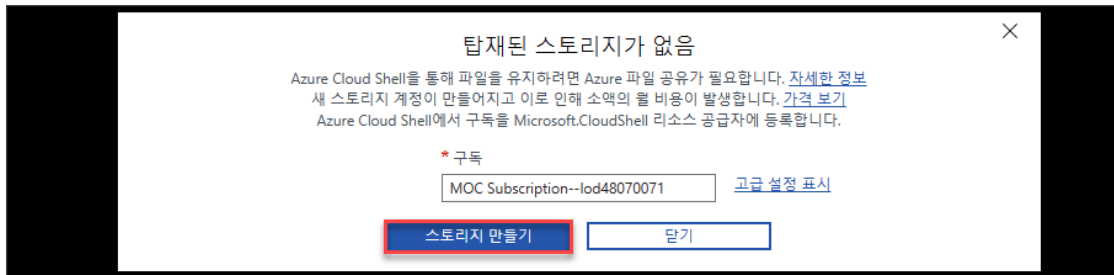 탑재된 스토리지가 없음
Azure Cloud Shell을 통해 파일을 유지하려면 Azure 파일 공유가 필요합니다. 자세한 정보
새 스토리지 계정이 만들어지고 이로 인해 소액의 월 비용이 발생합니다. 가격 보기
Azure Cloud Shell에서 구독을 Microsoft.CloudShell 리소스 공급자에 등록합니다.
* 구독
MOC Subscription--lod48070071 고급 설정 표시
스토리지 만들기 닫기